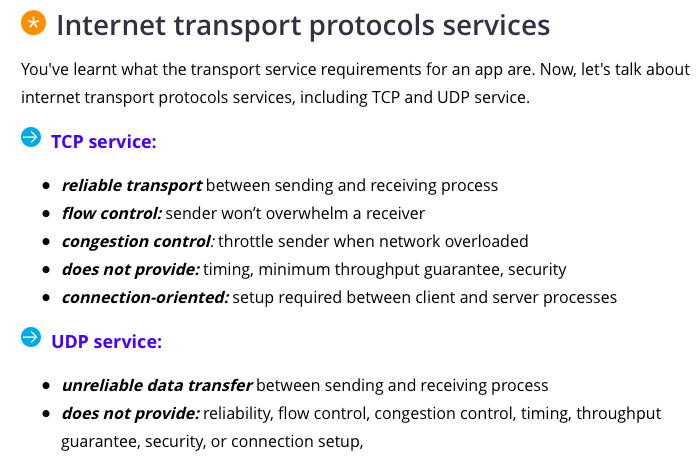 Internet transport protocols services
You've learnt what the transport service requirements for an app are. Now, let's talk about
internet transport protocols services, including TCP and UDP service.
TCP service:
reliable transport between sending and receiving process
flow control: sender won’t overwhelm a receiver
congestion control: throttle sender when network overloaded
does not provide: timing, minimum throughput guarantee, security
connection-oriented: setup required between client and server processes
UDP service:
unreliable data transfer between sending and receiving process
does not provide: reliability, flow control, congestion control, timing, throughput
guarantee, security, or connection setup,